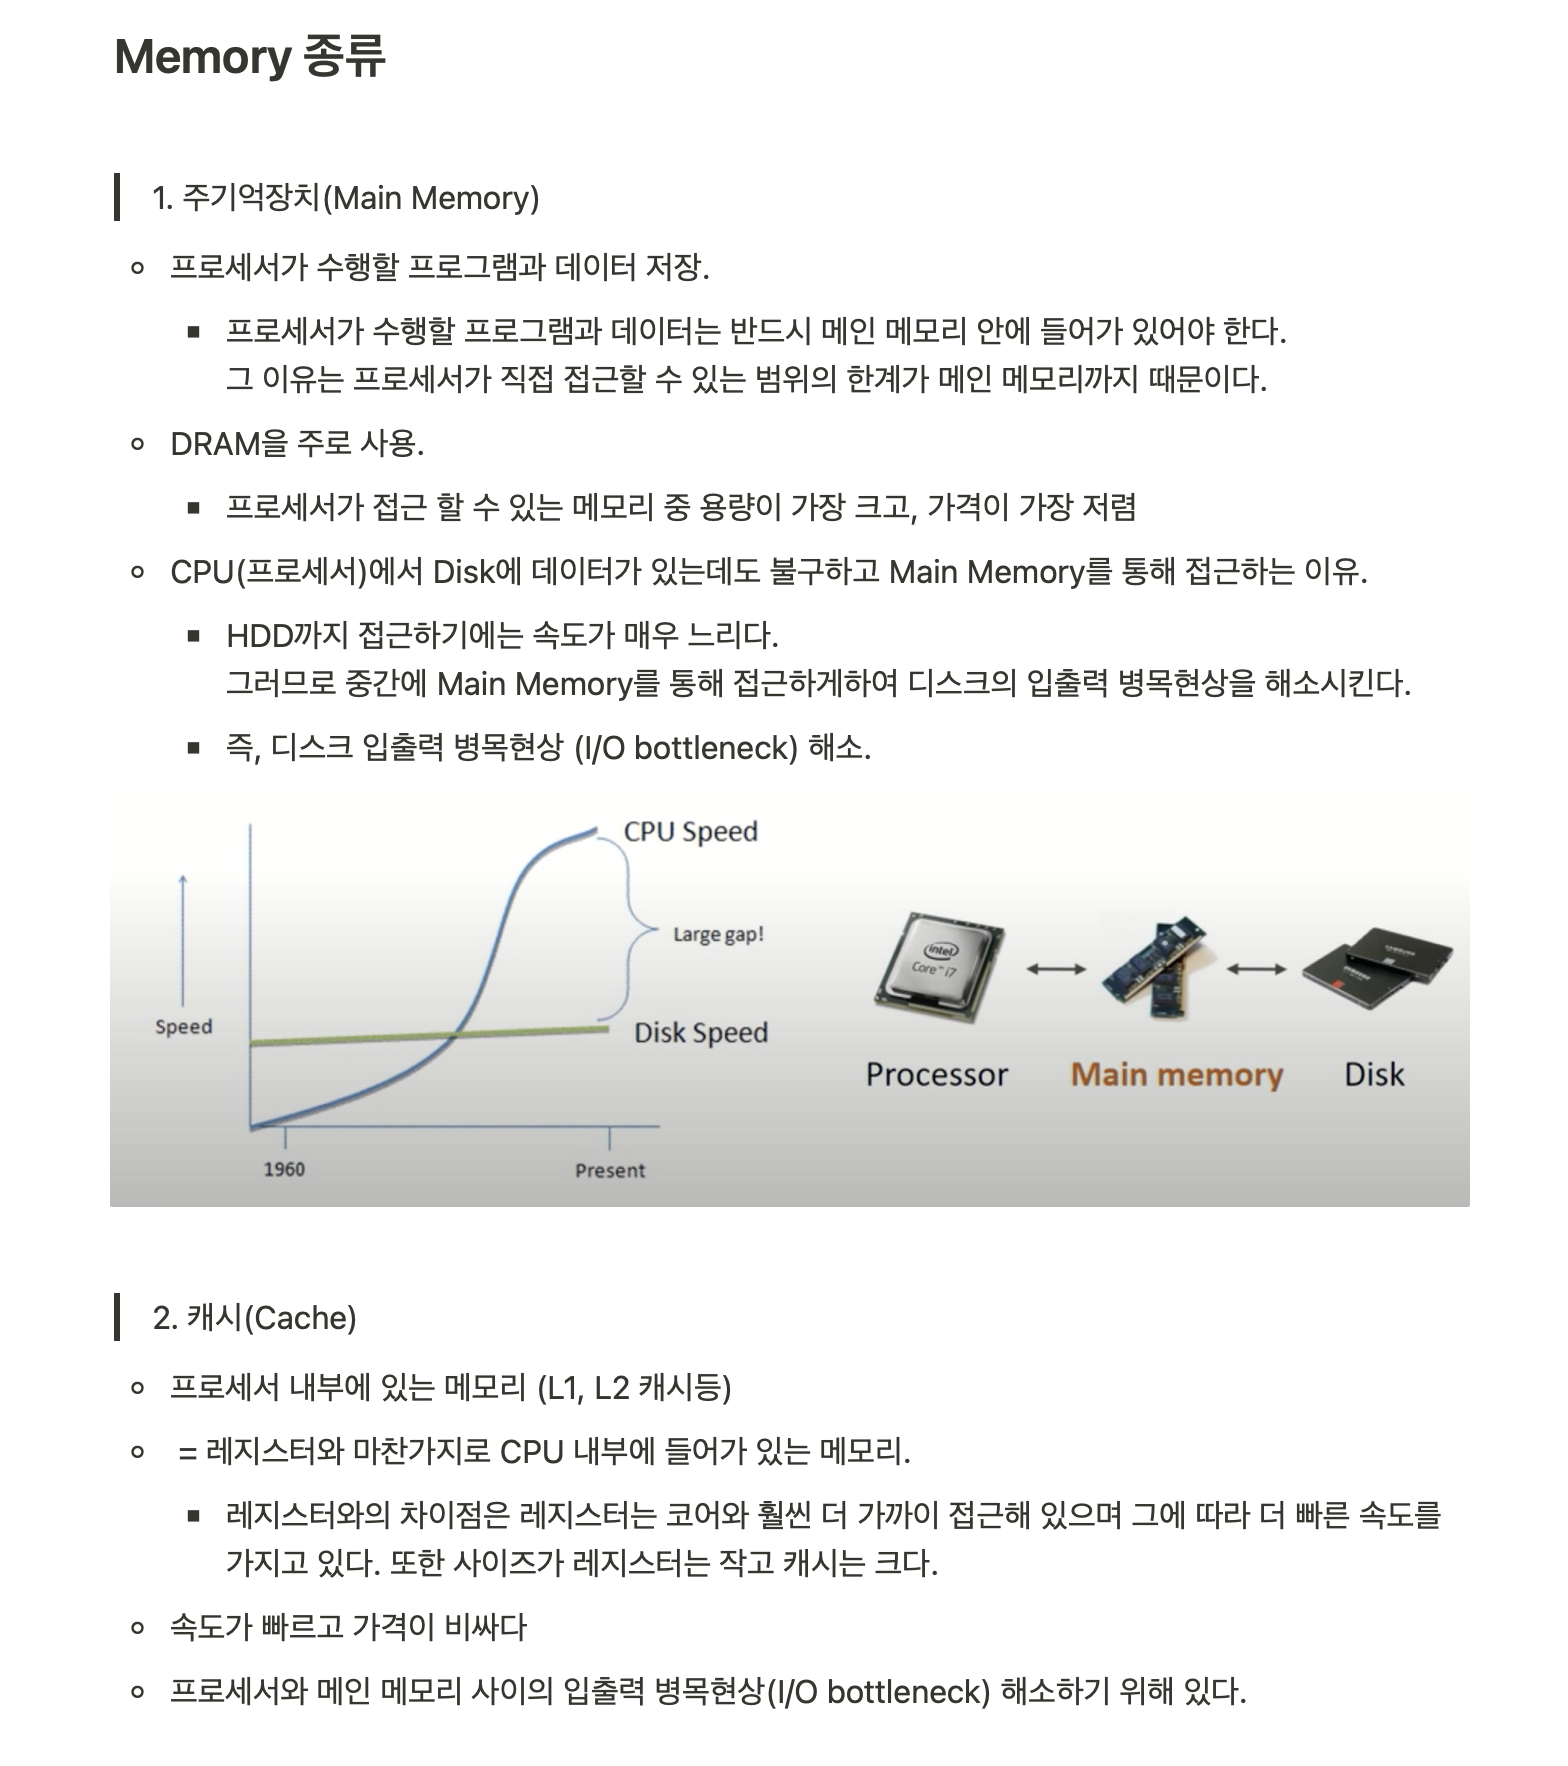 Memory 종류
1. 주기억장치(Main Memory)
프로세서가 수행할 프로그램과 데이터 저장.
프로세서가 수행할 프로그램과 데이터는 반드시 메인 메모리 안에 들어가 있어야 한다.
그 이유는 프로세서가 직접 접근할 수 있는 범위의 한계가 메인 메모리까지 때문이다.
DRAM을 주로 사용.
프로세서가 접근 할 수 있는 메모리 중 용량이 가장 크고, 가격이 가장 저렴
CPU(프로세서)에서 Disk에 데이터가 있는데도 불구하고 Main Memory를 통해 접근하는 이유.
HDD까지 접근하기에는 속도가 매우 느리다.
그러므로 중간에 Main Memory를 통해 접근하게하여 디스크의 입출력 병목현상을 해소시킨다.
즉, 디스크 입출력 병목현상 (I/O bottleneck) 해소.
CPU Speed
Large gap!
Speed
Disk Speed
1960
Present
intel
Core™ i7
SAMSUNG
SAMSUNG
Processor
Main memory
Disk
2. 캐시(Cache)
프로세서 내부에 있는 메모리 (L1, L2 캐시등)
= 레지스터와 마찬가지로 CPU 내부에 들어가 있는 메모리.
레지스터와의 차이점은 레지스터는 코어와 훨씬 더 가까이 접근해 있으며 그에 따라 더 빠른 속도를
가지고 있다. 또한 사이즈가 레지스터는 작고 캐시는 크다.
속도가 빠르고 가격이 비싸다
프로세서와 메인 메모리 사이의 입출력 병목현상(I/O bottleneck) 해소하기 위해 있다.